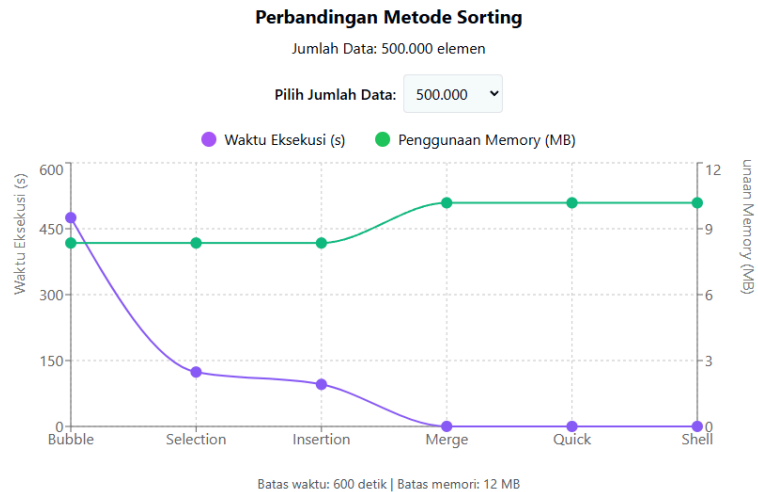 Perbandingan Metode Sorting
Jumlah Data: 500.000 elemen
Pilih Jumlah Data: 500.000
Waktu Eksekusi (s) Penggunaan Memory (MB)
Waktu Eksekusi (s)
600
450
300
150
0
12
9
6
3
0
unaan Memory (MB)
Bubble Selection Insertion Merge Quick Shell
Batas waktu: 600 detik | Batas memori: 12 MB